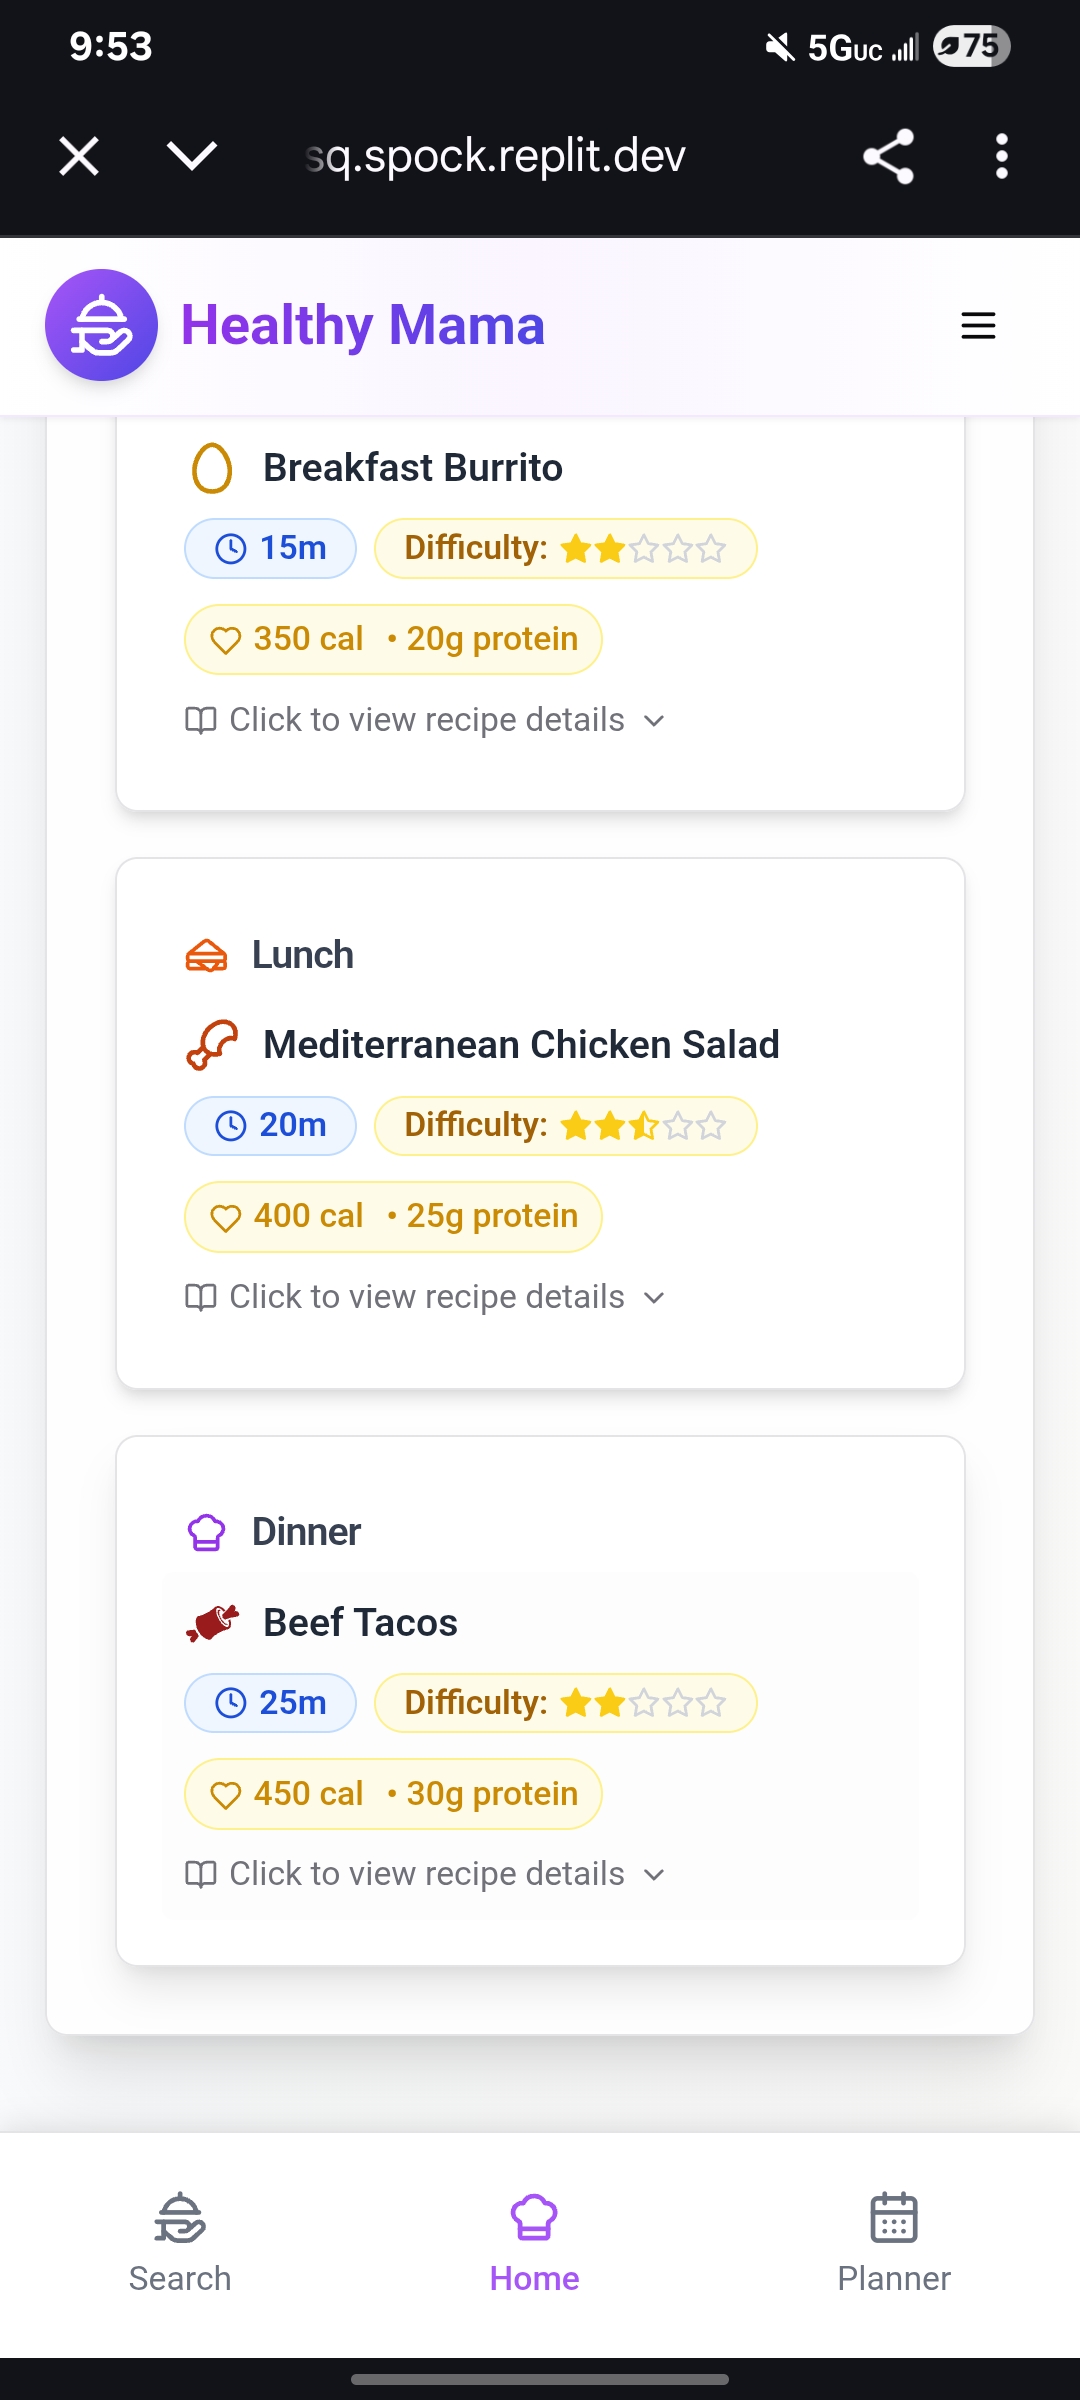 9:53
5GUC
75
sq.spock.replit.dev
Healthy Mama
Breakfast Burrito
15m
Difficulty:
350 cal • 20g protein
Click to view recipe details
Lunch
Mediterranean Chicken Salad
20m
Difficulty:
400 cal • 25g protein
Click to view recipe details
Dinner
Beef Tacos
25m
Difficulty:
450 cal • 30g protein
Click to view recipe details
Search
Home
Planner